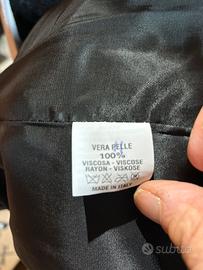 VERA PELLE
100%
VISCOSA - VISCOSE
RAYON - VISKOSE
MADE IN ITALY
subito